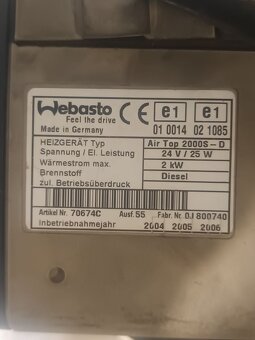 Webasto CE e1 e1
Feel the drive
Made in Germany 01 0014 02 1085
HEIZGERÄT Typ Air Top 2000S-D
Spannung / El. Leistung 24 V / 25 W
Wärmestrom max. 2 kW
Brennstoff Diesel
zul. Betriebsüberdruck
Artikel Nr. 70674C Ausf. 55 Fabr. Nr. 0.I 800740
Inbetriebnahmejahr 2004 2005 2006